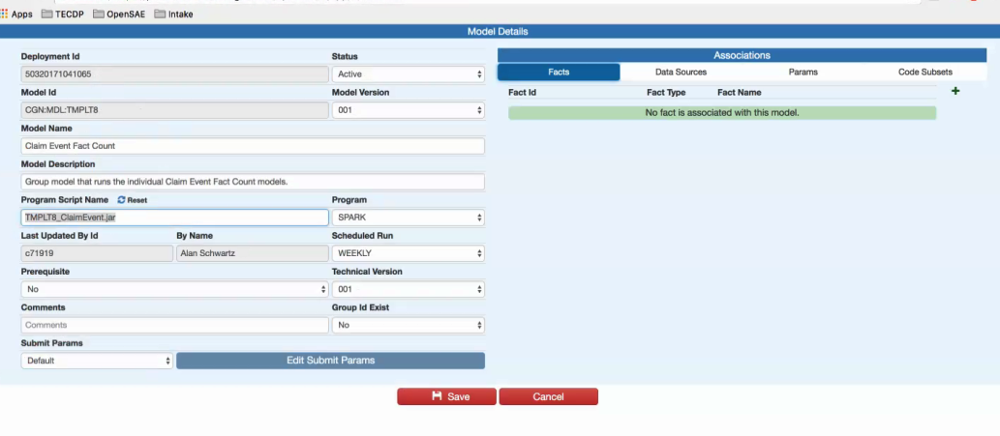 Apps TECDP OpenSAE Intake
Model Details
Deployment Id Status
50320171041065 Active
Model Id Model Version
CGN:MDL:TMPLT8 001
Model Name
Claim Event Fact Count
Model Description
Group model that runs the individual Claim Event Fact Count models.
Program Script Name Reset Program
TMPLT8_ClaimEvent.jar SPARK
Last Updated By Id By Name Scheduled Run
c71919 Alan Schwartz WEEKLY
Prerequisite Technical Version
No 001
Comments Group Id Exist
Comments No
Submit Params
Default Edit Submit Params
Associations
Facts Data Sources Params Code Subsets
Fact Id Fact Type Fact Name +
No fact is associated with this model.
Save Cancel